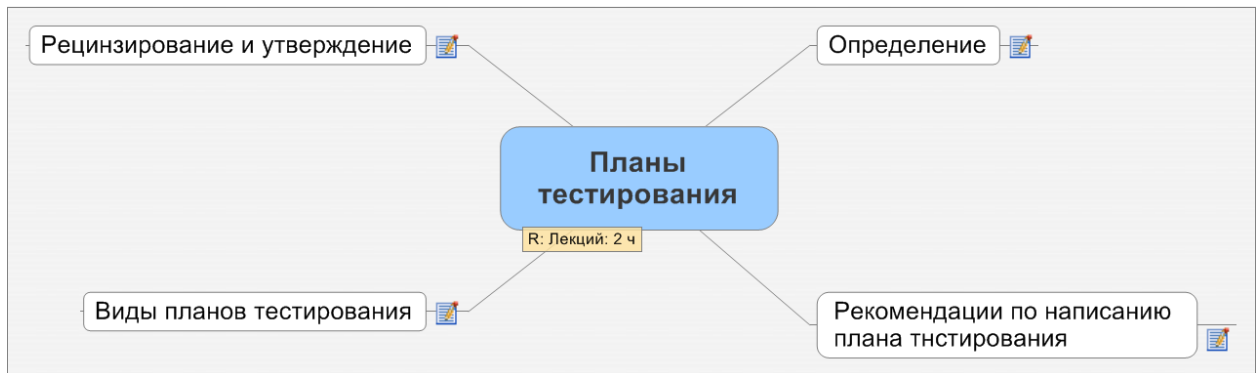 Рецинзирование и утверждение
Определение
Планы
тестирования
R: Лекций: 2 ч
Виды планов тестирования
Рекомендации по написанию
плана тнстирования